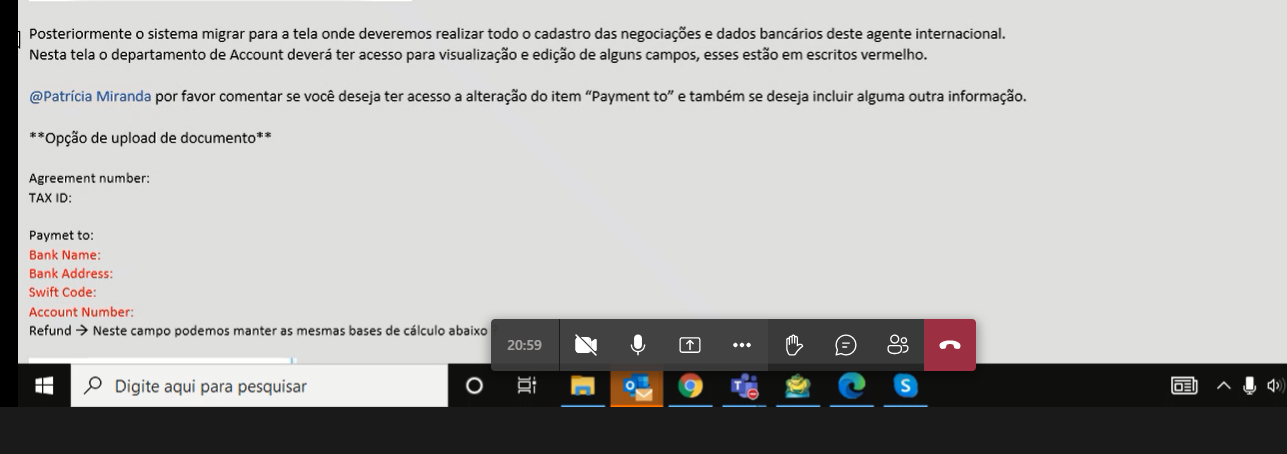 Posteriormente o sistema migrar para a tela onde deveremos realizar todo o cadastro das negociações e dados bancários deste agente internacional.
Nesta tela o departamento de Account deverá ter acesso para visualização e edição de alguns campos, esses estão em escritos vermelho.
@Patrícia Miranda por favor comentar se você deseja ter acesso a alteração do item “Payment to” e também se deseja incluir alguma outra informação.
**Opção de upload de documento**
Agreement number:
TAX ID:
Paymet to:
Bank Name:
Bank Address:
Swift Code:
Account Number:
Refund → Neste campo podemos manter as mesmas bases de cálculo abaixo
20:59
Digite aqui para pesquisar